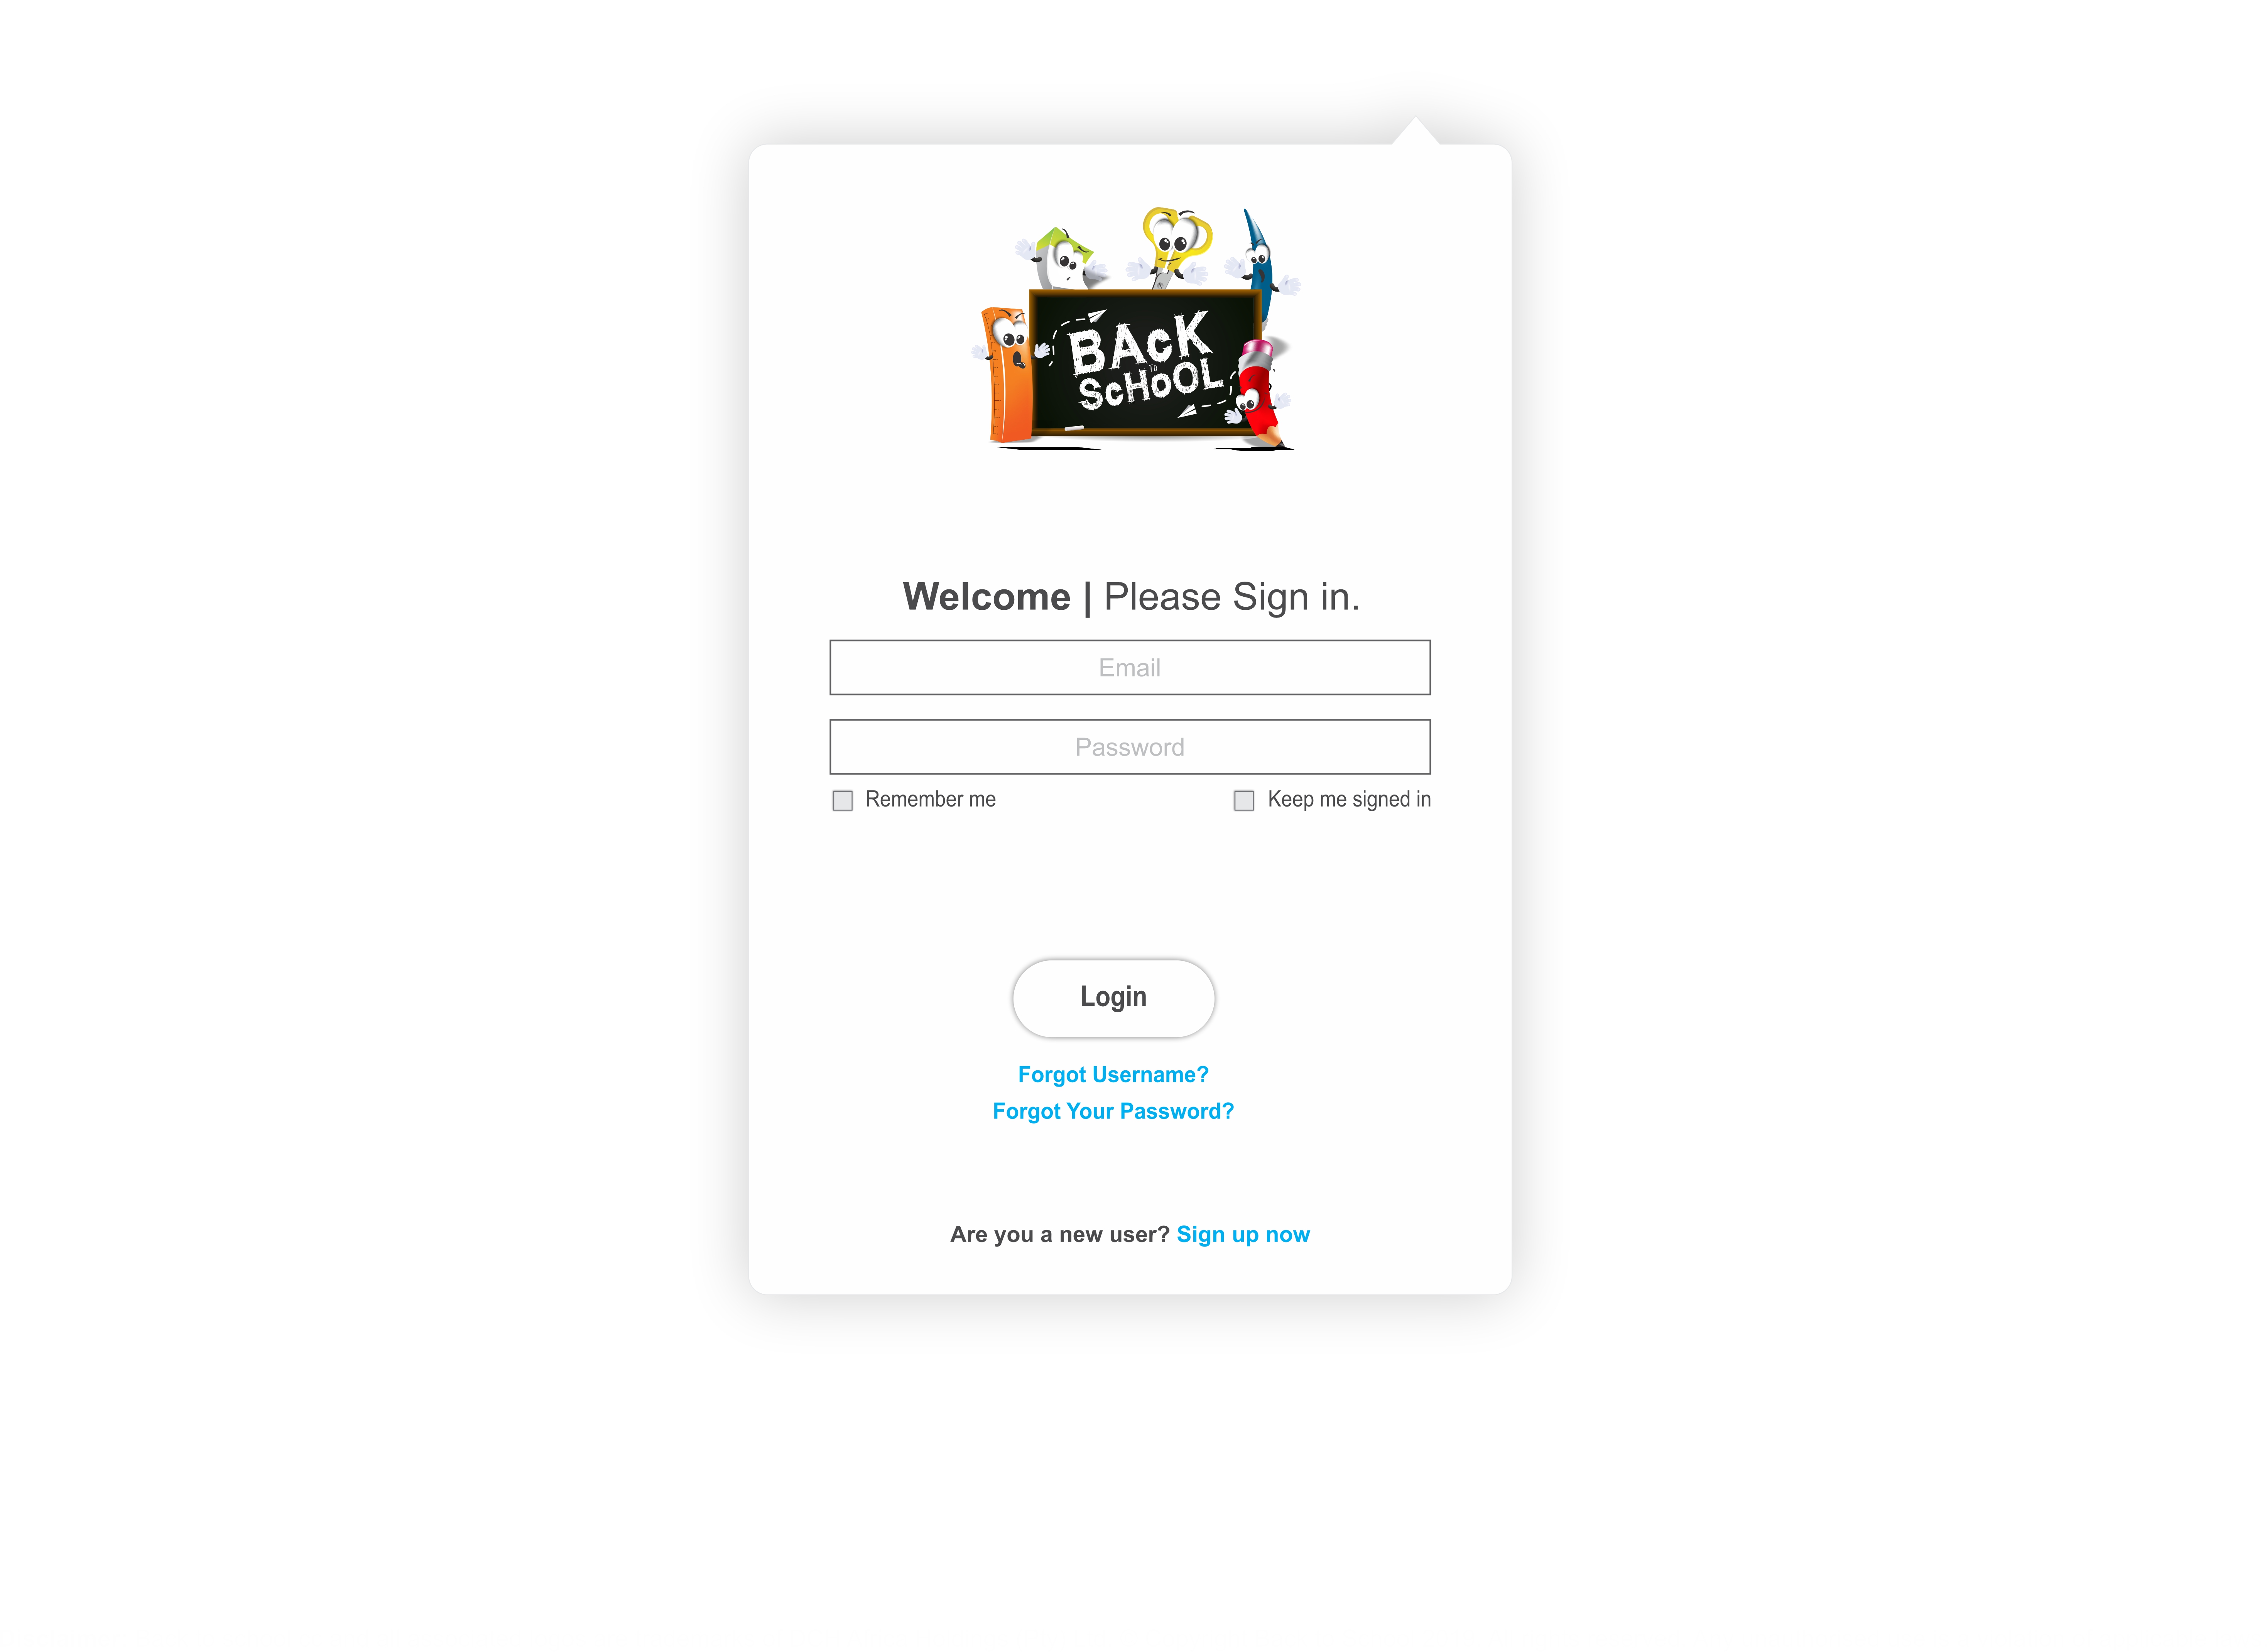 BAcK
TO
ScHoOL
Welcome | Please Sign in.
Email
Password
Remember me
Keep me signed in
Login
Forgot Username?
Forgot Your Password?
Are you a new user? Sign up now